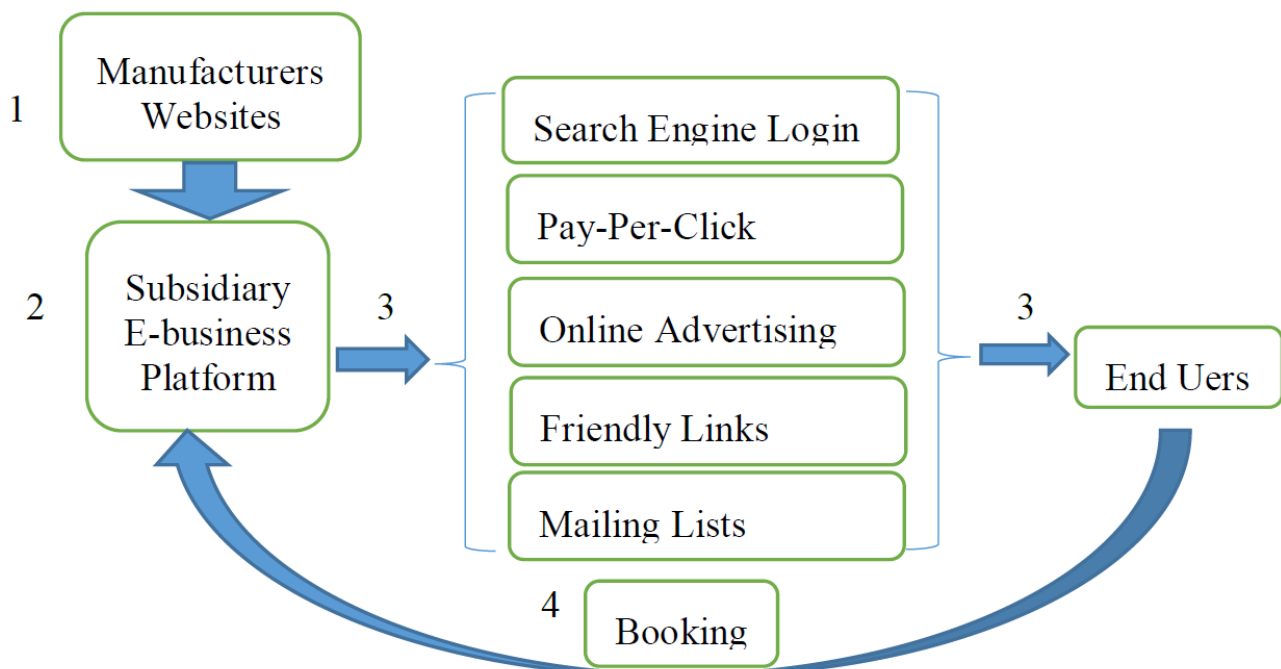 1
Manufacturers
Websites
2
Subsidiary
E-business
Platform
3
Search Engine Login
Pay-Per-Click
Online Advertising
Friendly Links
Mailing Lists
3
End Uers
4
Booking